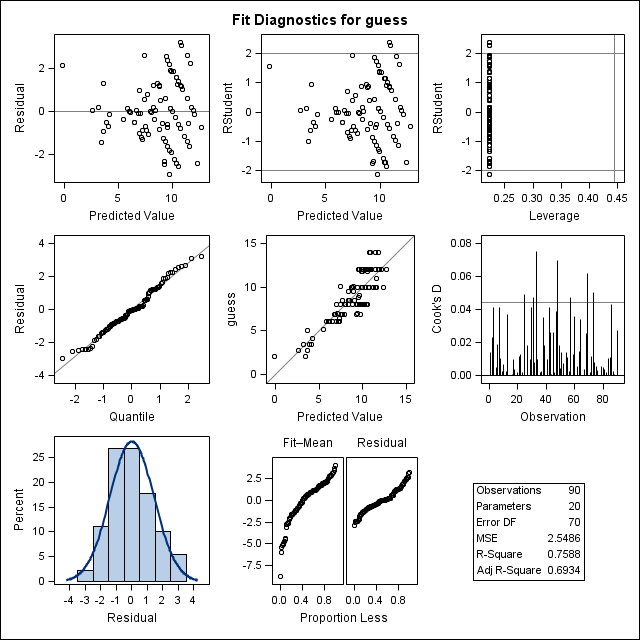 Fit Diagnostics for guess
Residual
2
0
-2
0 5 10
Predicted Value
RStudent
2
1
0
-1
-2
0 5 10
Predicted Value
RStudent
2
1
0
-1
-2
0.25 0.30 0.35 0.40 0.45
Leverage
Residual
4
2
0
-2
-4
-2 -1 0 1 2
Quantile
guess
15
10
5
0
0 5 10 15
Predicted Value
Cook's D
0.08
0.06
0.04
0.02
0.00
0 20 40 60 80
Observation
Percent
25
20
15
10
5
0
-4 -3 -2 -1 0 1 2 3 4
Residual
Fit–Mean Residual
2.5
0.0
-2.5
-5.0
-7.5
0.0 0.4 0.8 0.0 0.4 0.8
Proportion Less
Observations 90
Parameters 20
Error DF 70
MSE 2.5486
R-Square 0.7588
Adj R-Square 0.6934